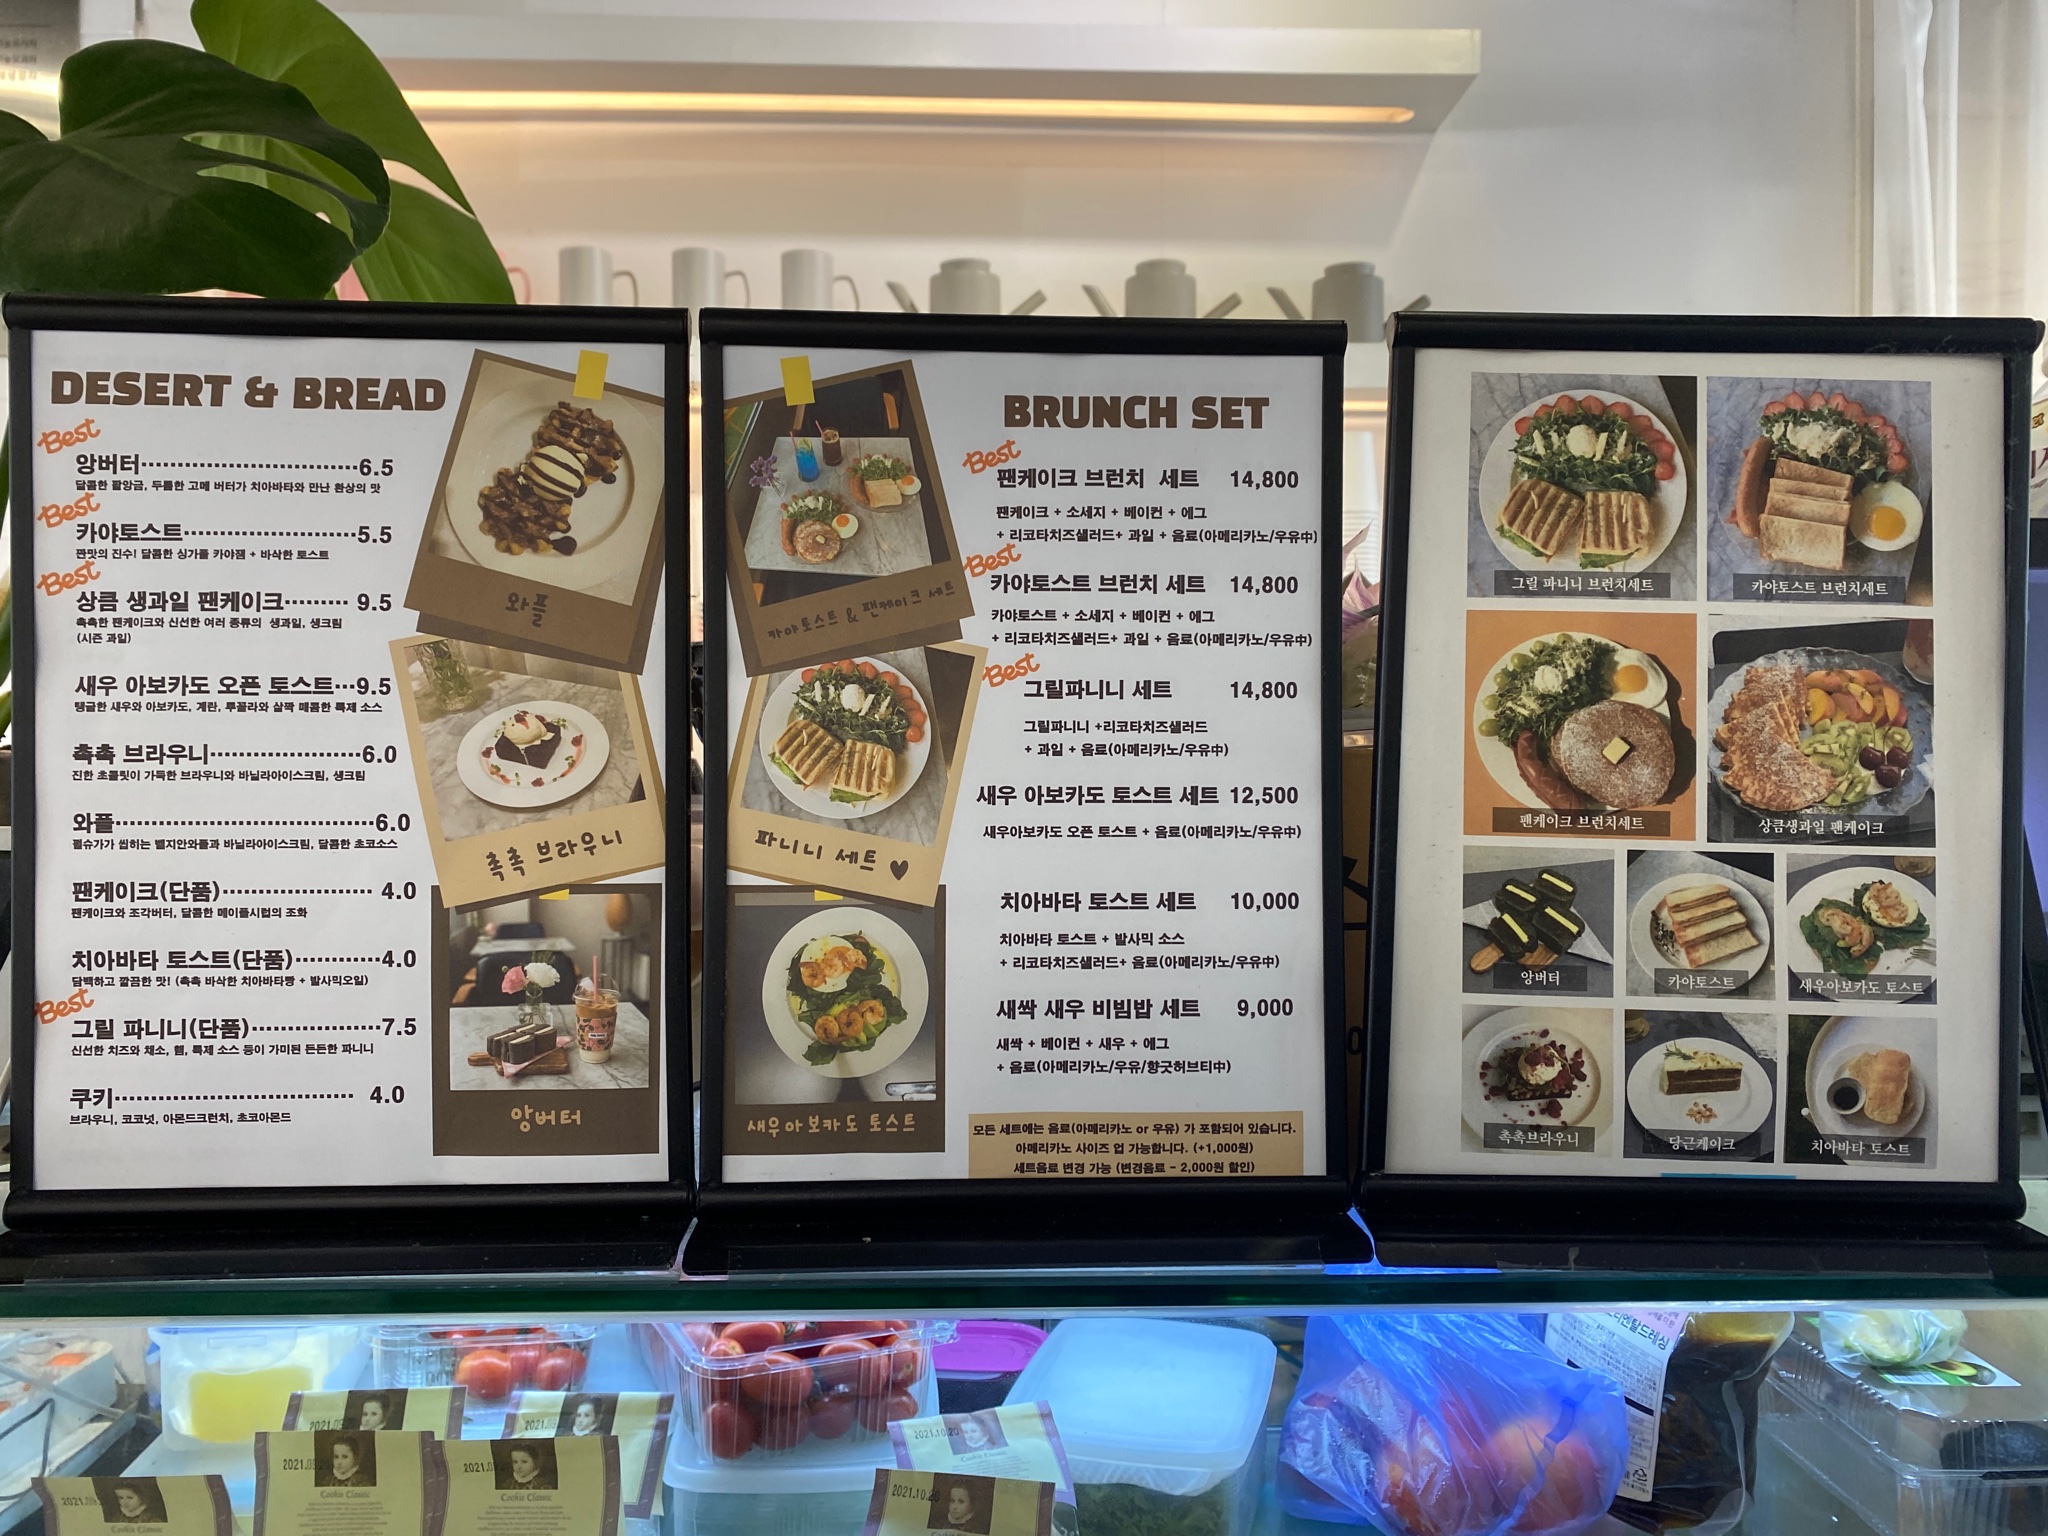 DESERT & BREAD
Best
앙버터 6.5
달콤한 팥앙금, 두툼한 고메 버터가 치아바타와 만난 환상의 맛
Best
카야토스트 5.5
짠맛의 진수! 달콤한 싱가폴 카야잼 + 바삭한 토스트
Best
상큼 생과일 팬케이크 9.5
촉촉한 팬케이크와 신선한 여러 종류의 생과일, 생크림
(시즌 과일)
새우 아보카도 오픈 토스트 9.5
탱글한 새우와 아보카도, 계란, 루꼴라와 살짝 매콤한 특제 소스
촉촉 브라우니 6.0
진한 초콜릿이 가득한 브라우니와 바닐라아이스크림, 생크림
와플 6.0
펄슈가가 씹히는 벨지안와플과 바닐라아이스크림, 달콤한 초코소스
팬케이크(단품) 4.0
팬케이크와 조각버터, 달콤한 메이플시럽의 조화
치아바타 토스트(단품) 4.0
담백하고 깔끔한 맛! (촉촉 바삭한 치아바타빵 + 발사믹오일)
Best
그릴 파니니(단품) 7.5
신선한 치즈와 채소, 햄, 특제 소스 등이 가미된 든든한 파니니
쿠키 4.0
브라우니, 코코넛, 아몬드크런치, 초코아몬드
와플
촉촉 브라우니
앙버터
카야토스트 & 팬케이크 세트
파니니 세트
새우아보카도 토스트
BRUNCH SET
Best
팬케이크 브런치 세트 14,800
팬케이크 + 소세지 + 베이컨 + 에그
+ 리코타치즈샐러드+ 과일 + 음료(아메리카노/우유中)
Best
카야토스트 브런치 세트 14,800
카야토스트 + 소세지 + 베이컨 + 에그
+ 리코타치즈샐러드+ 과일 + 음료(아메리카노/우유中)
Best
그릴파니니 세트 14,800
그릴파니니 +리코타치즈샐러드
+ 과일 + 음료(아메리카노/우유中)
새우 아보카도 토스트 세트 12,500
새우아보카도 오픈 토스트 + 음료(아메리카노/우유中)
치아바타 토스트 세트 10,000
치아바타 토스트 + 발사믹 소스
+ 리코타치즈샐러드+ 음료(아메리카노/우유中)
새싹 새우 비빔밥 세트 9,000
새싹 + 베이컨 + 새우 + 에그
+ 음료(아메리카노/우유/향긋허브티中)
모든 세트에는 음료(아메리카노 or 우유) 가 포함되어 있습니다.
아메리카노 사이즈 업 가능합니다. (+1,000원)
세트음료 변경 가능 (변경음료 - 2,000원 할인)
그릴 파니니 브런치세트
카야토스트 브런치세트
팬케이크 브런치세트
상큼생과일 팬케이크
앙버터
카야토스트
새우아보카도 토스트
촉촉브라우니
당근케이크
치아바타 토스트
리엔탈드레싱
2021.10.20
Cookie Classic
Cookie Classic
Cookie Classic
2021.10.20
Cookie Classic